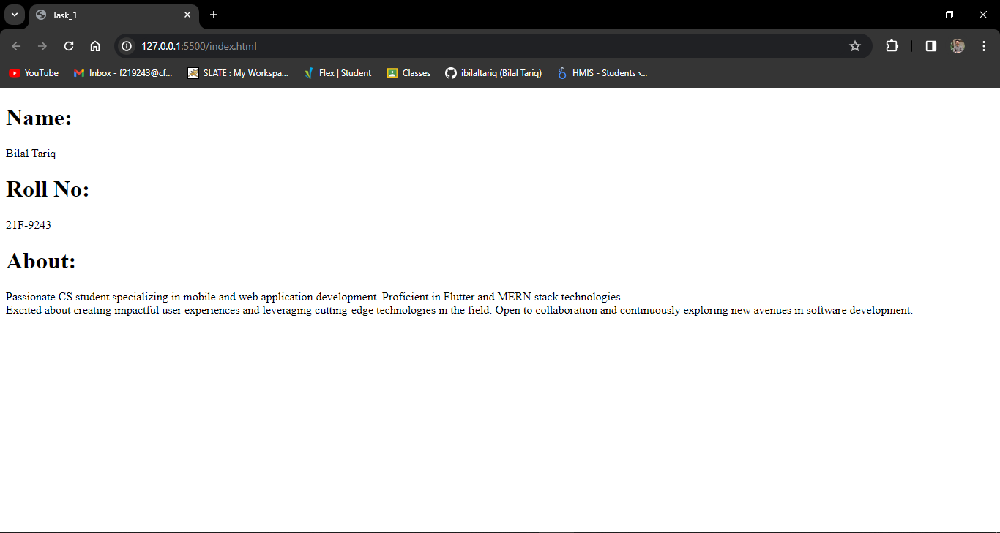 Task_1
127.0.0.1:5500/index.html
YouTube
Inbox - f219243@cf...
SLATE : My Workspa...
Flex | Student
Classes
ibilaltariq (Bilal Tariq)
HMIS - Students ›...
Name:
Bilal Tariq
Roll No:
21F-9243
About:
Passionate CS student specializing in mobile and web application development. Proficient in Flutter and MERN stack technologies.
Excited about creating impactful user experiences and leveraging cutting-edge technologies in the field. Open to collaboration and continuously exploring new avenues in software development.